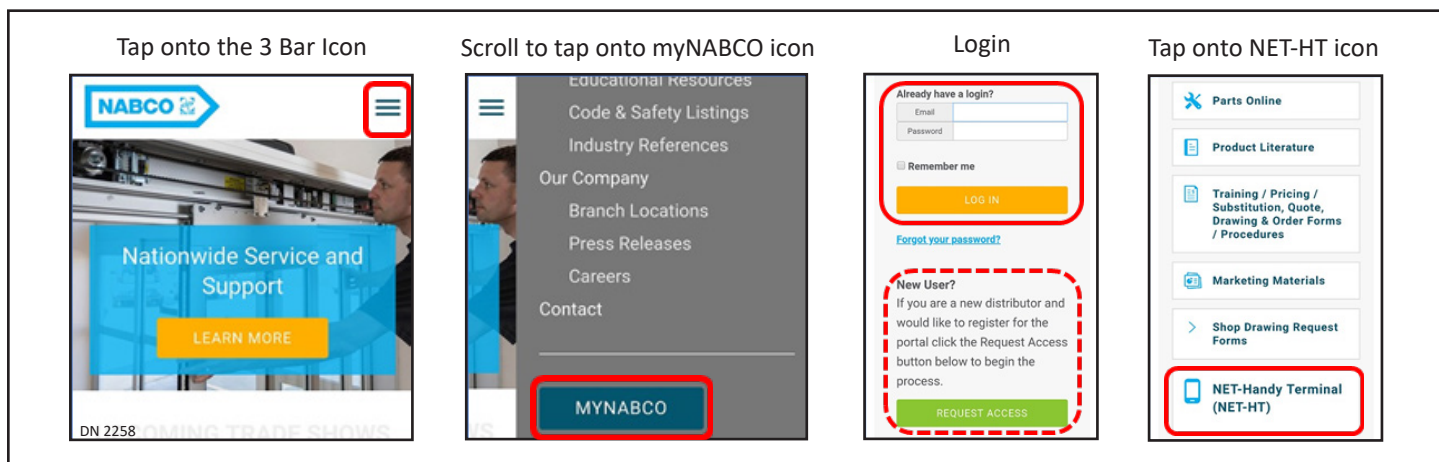 Tap onto the 3 Bar Icon
NABCO
Nationwide Service and
Support
LEARN MORE
COMING TRADE SHOWS
DN 2258
Scroll to tap onto myNABCO icon
Educational Resources
Code & Safety Listings
Industry References
Our Company
Branch Locations
Press Releases
Careers
Contact
WS
MYNABCO
Login
Already have a login?
Email
Password
Remember me
LOG IN
Forgot your password?
New User?
If you are a new distributor and
would like to register for the
portal click the Request Access
button below to begin the
process.
REQUEST ACCESS
Tap onto NET-HT icon
Parts Online
Product Literature
Training / Pricing /
Substitution, Quote,
Drawing & Order Forms
/ Procedures
Marketing Materials
Shop Drawing Request
Forms
NET-Handy Terminal
(NET-HT)